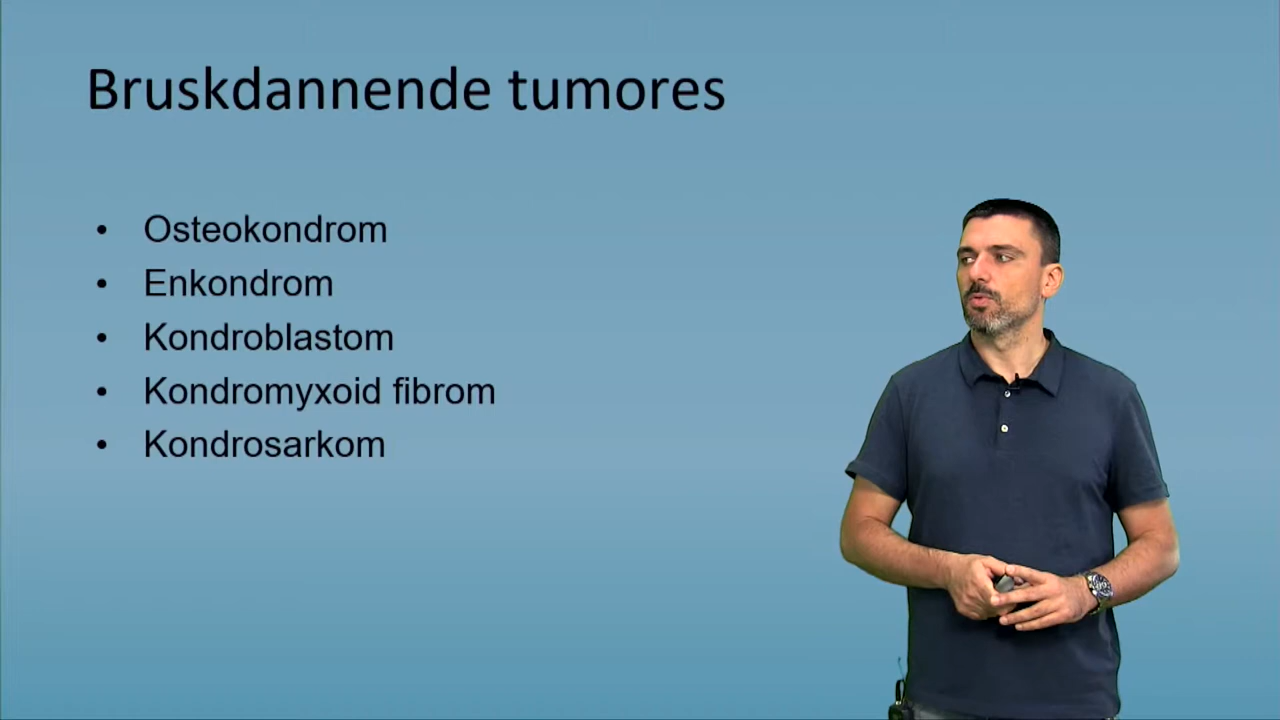 Bruskdannende tumores
• Osteokondrom
• Enkondrom
• Kondroblastom
• Kondromyxoid fibrom
• Kondrosarkom